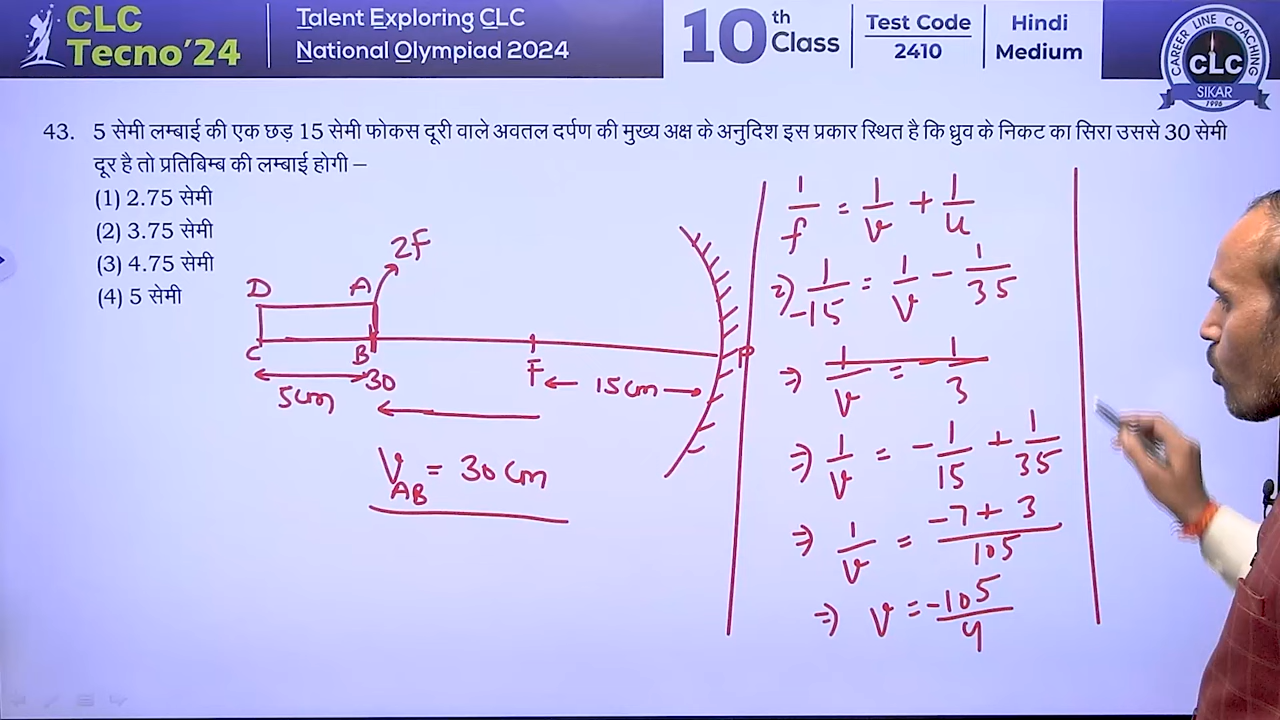 CLC
Tecno'24
Talent Exploring CLC
National Olympiad 2024
10th Class
Test Code
2410
Hindi
Medium
CAREER LINE COACHING
CLC
SIKAR
1996
43. 5 सेमी लम्बाई की एक छड़ 15 सेमी फोकस दूरी वाले अवतल दर्पण की मुख्य अक्ष के अनुदिश इस प्रकार स्थित है कि ध्रुव के निकट का सिरा उससे 30 सेमी
दूर है तो प्रतिबिम्ब की लम्बाई होगी –
(1) 2.75 सेमी
(2) 3.75 सेमी
(3) 4.75 सेमी
(4) 5 सेमी
2F
D A
C B F P
5cm 30 15cm
V_AB = 30cm
1/f = 1/v + 1/u
⇒ 1/-15 = 1/v - 1/35
⇒ 1/v = - 1/3
⇒ 1/v = -1/15 + 1/35
⇒ 1/v = -7+3/105
⇒ v = -105/4